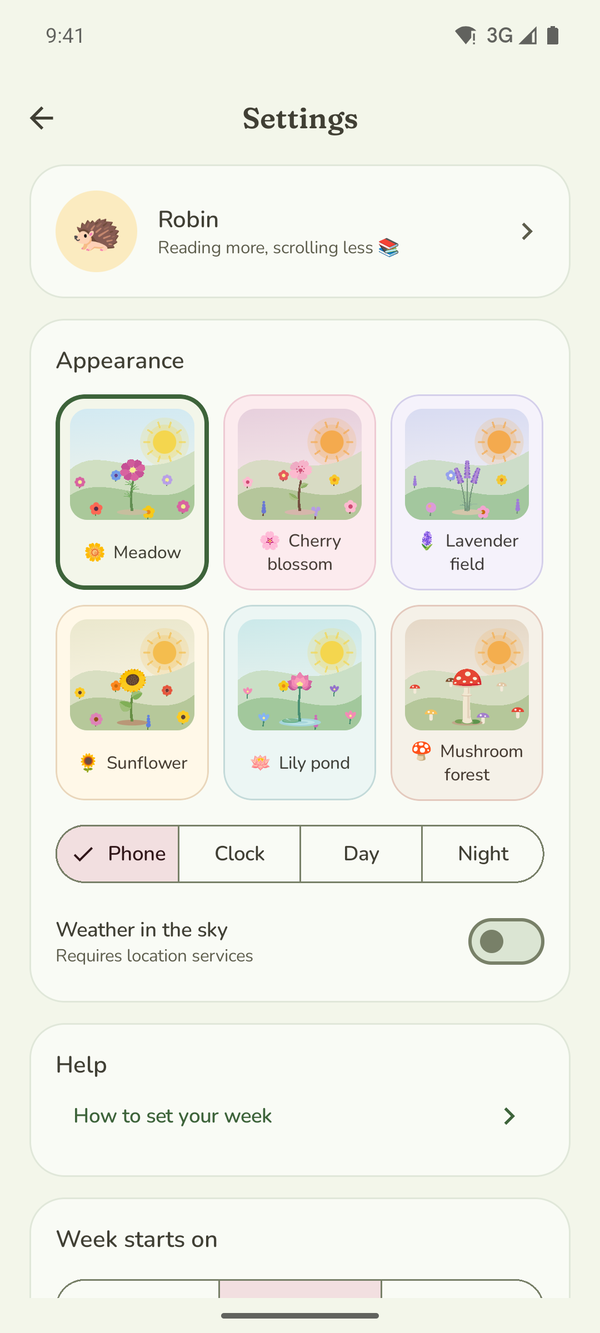 9:41
3G
Settings
Robin
Reading more, scrolling less 📚
Appearance
Meadow
Cherry
blossom
Lavender
field
Sunflower
Lily pond
Mushroom
forest
Phone
Clock
Day
Night
Weather in the sky
Requires location services
Help
How to set your week
Week starts on